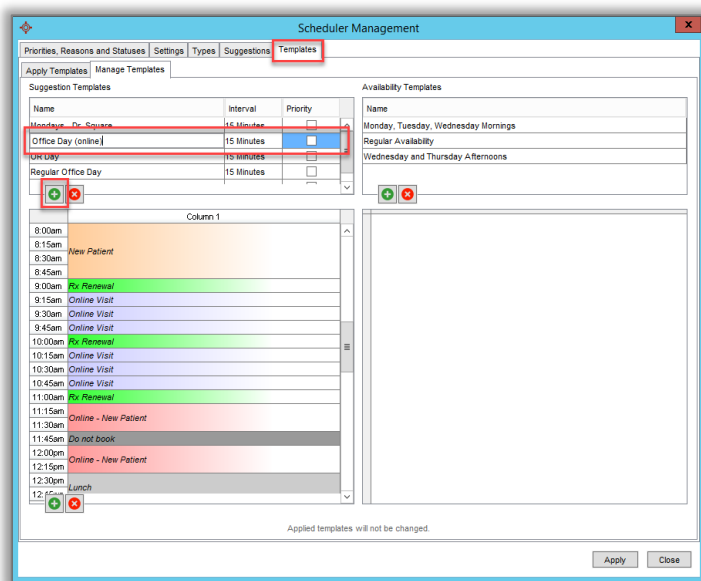 Scheduler Management
x
Priorities, Reasons and Statuses Settings Types Suggestions Templates
Apply Templates Manage Templates
Suggestion Templates
Name Interval Priority
Mondays - Dr. Square 15 Minutes
Office Day (online) 15 Minutes
OR Day 15 Minutes
Regular Office Day 15 Minutes
Availability Templates
Name
Monday, Tuesday, Wednesday Mornings
Regular Availability
Wednesday and Thursday Afternoons
Column 1
8:00am
8:15am
New Patient
8:30am
8:45am
9:00am Rx Renewal
9:15am Online Visit
9:30am Online Visit
9:45am Online Visit
10:00am Rx Renewal
10:15am Online Visit
10:30am Online Visit
10:45am Online Visit
11:00am Rx Renewal
11:15am
Online - New Patient
11:30am
11:45am Do not book
12:00pm
Online - New Patient
12:15pm
12:30pm
Lunch
Applied templates will not be changed.
Apply Close